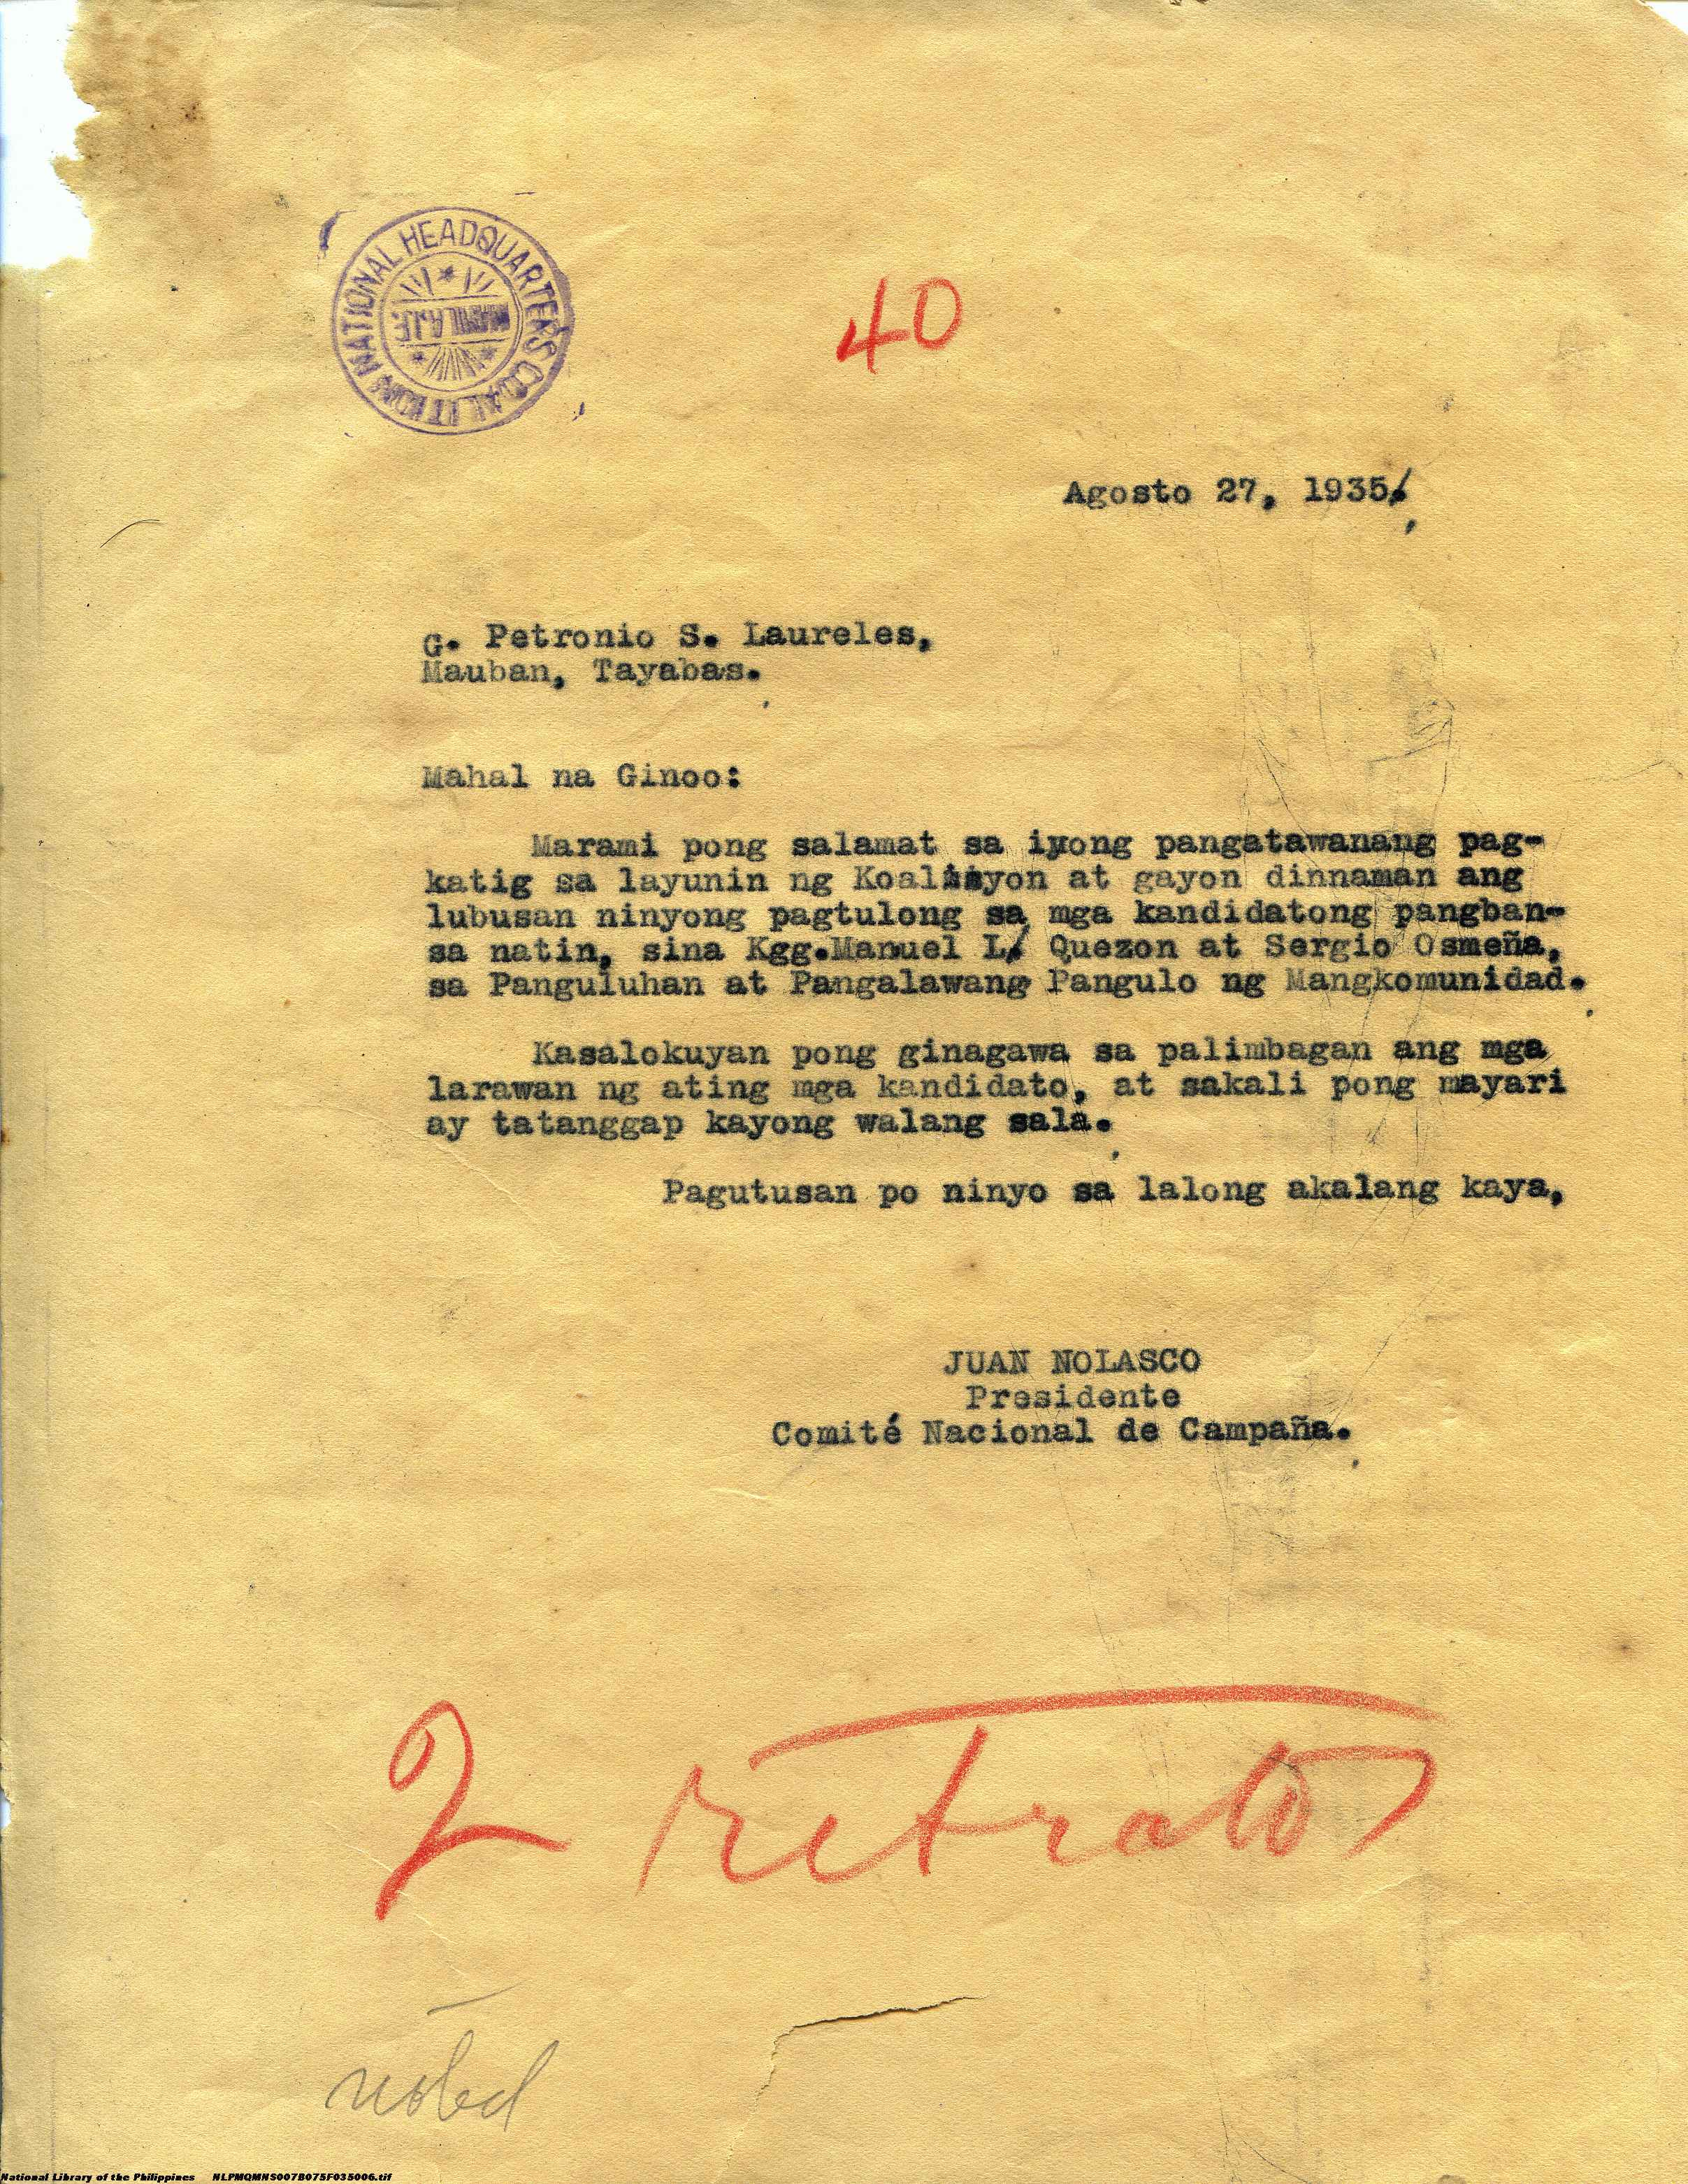 NATIONAL HEADQUARTERS COALITION
MANILA, P.I.
40
Agosto 27, 1935.
G. Petronio S. Laureles,
Mauban, Tayabas.
Mahal na Ginoo:
Marami pong salamat sa iyong pangatawanang pag-
katig sa layunin ng Koalisyon at gayon dinnaman ang
lubusan ninyong pagtulong sa mga kandidatong pangban-
sa natin, sina Kgg.Manuel L. Quezon at Sergio Osmeña,
sa Panguluhan at Pangalawang Pangulo ng Mangkomunidad.
Kasalokuyan pong ginagawa sa palimbagan ang mga
larawan ng ating mga kandidato, at sakali pong mayari
ay tatanggap kayong walang sala.
Pagutusan po ninyo sa lalong akalang kaya,
JUAN NOLASCO
Presidente
Comité Nacional de Campaña.
2 retratos
noted
National Library of the Philippines NLPMQMNS007B075F035006.tif